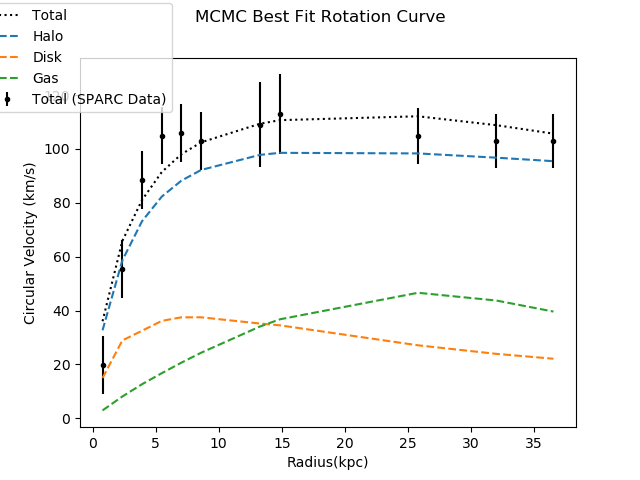 MCMC Best Fit Rotation Curve
Total
Halo
Disk
Gas
Total (SPARC Data)
120
100
80
60
40
20
0
Circular Velocity (km/s)
0 5 10 15 20 25 30 35
Radius(kpc)